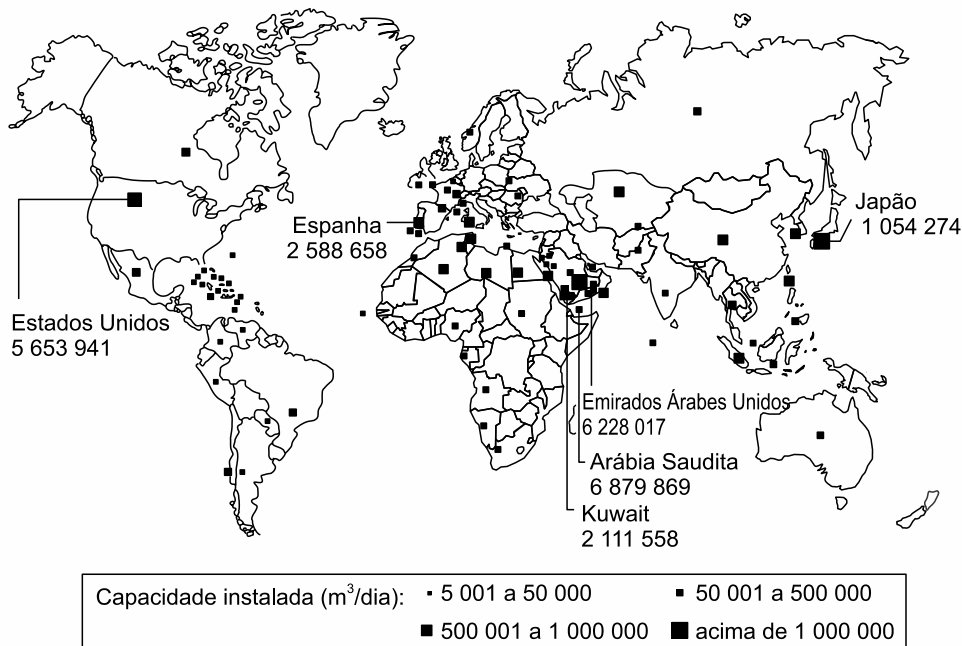 Japão
1 054 274
Espanha
2 588 658
Estados Unidos
5 653 941
Emirados Árabes Unidos
6 228 017
Arábia Saudita
6 879 869
Kuwait
2 111 558
Capacidade instalada (m³/dia): 5 001 a 50 000 50 001 a 500 000
500 001 a 1 000 000 acima de 1 000 000